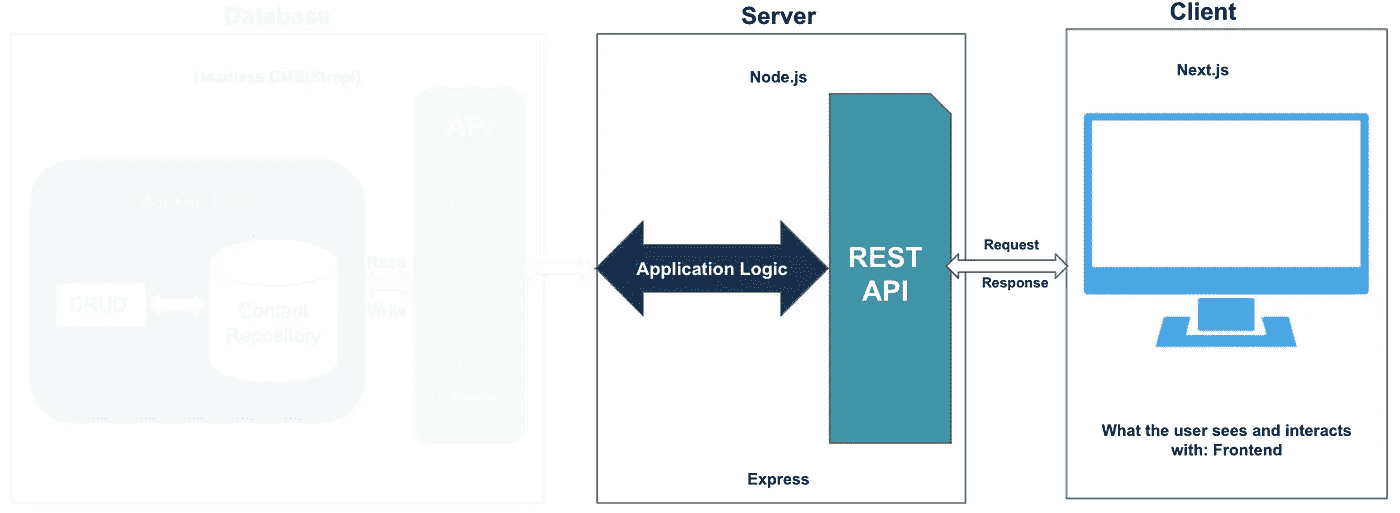 Database
Headless CMS(Strapi)
API
CRUD
Content
Repository
Read
Write
Server
Node.js
Application Logic
REST
API
Express
Request
Response
Client
Next.js
What the user sees and interacts
with: Frontend